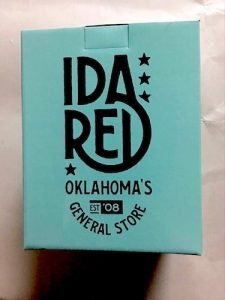 IDA
RED
OKLAHOMA'S
EST '08
GENERAL STORE